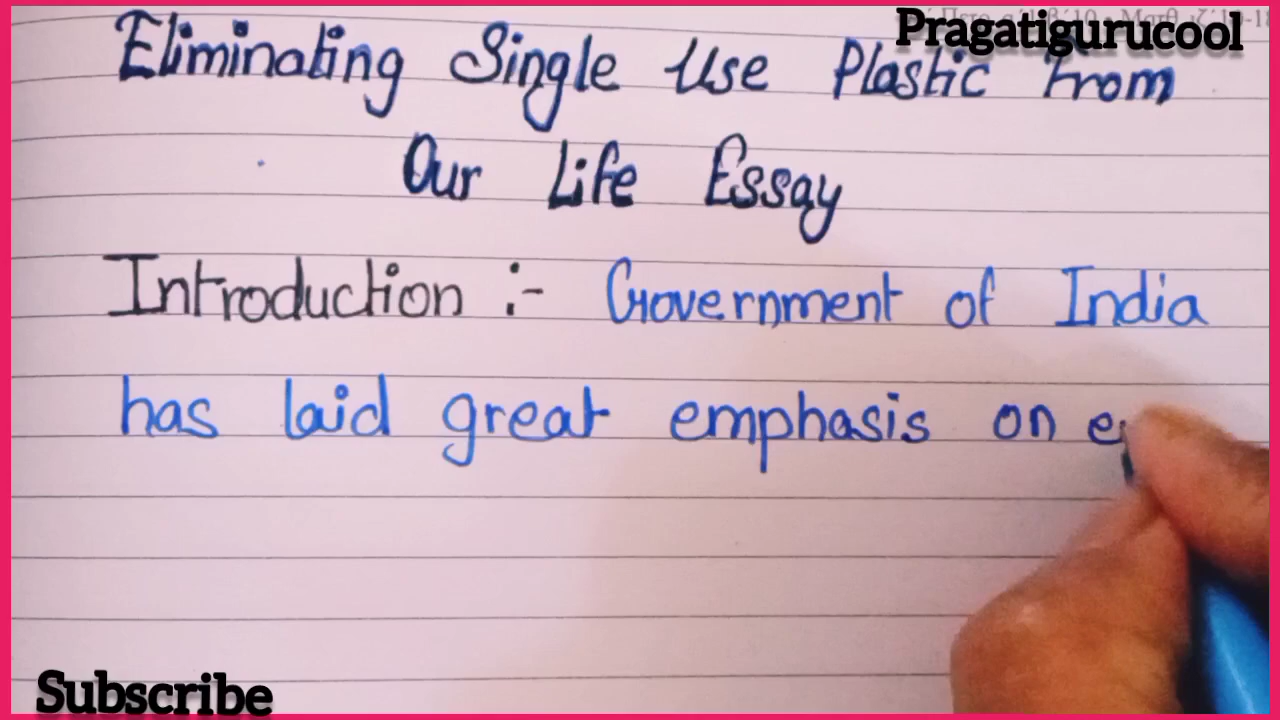 Pragatigurucool
Eliminating Single Use Plastic From
Our Life Essay
Introduction :- Government of India
has laid great emphasis on e
Subscribe